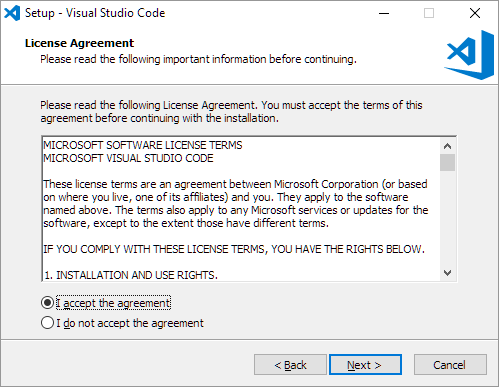 Setup - Visual Studio Code
License Agreement
Please read the following important information before continuing.
Please read the following License Agreement. You must accept the terms of this
agreement before continuing with the installation.
MICROSOFT SOFTWARE LICENSE TERMS
MICROSOFT VISUAL STUDIO CODE
These license terms are an agreement between Microsoft Corporation (or based
on where you live, one of its affiliates) and you. They apply to the software
named above. The terms also apply to any Microsoft services or updates for the
software, except to the extent those have different terms.
IF YOU COMPLY WITH THESE LICENSE TERMS, YOU HAVE THE RIGHTS BELOW.
1. INSTALLATION AND USE RIGHTS.
I accept the agreement
I do not accept the agreement
< Back
Next >
Cancel